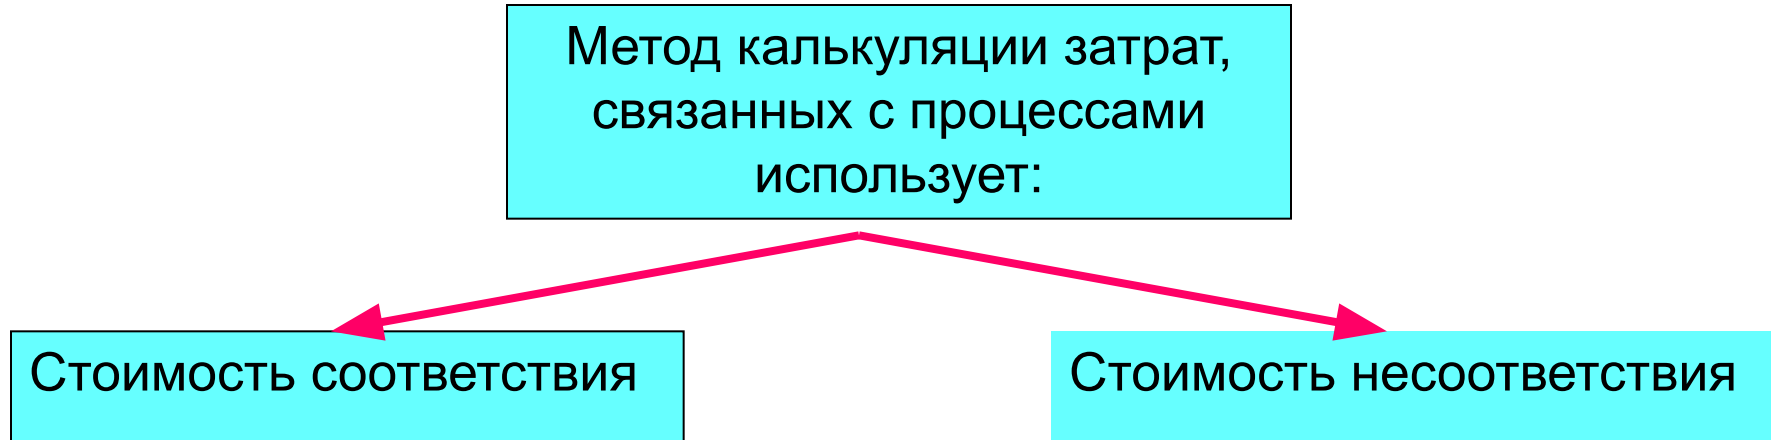 Метод калькуляции затрат,
связанных с процессами
использует:
Стоимость соответствия
Стоимость несоответствия